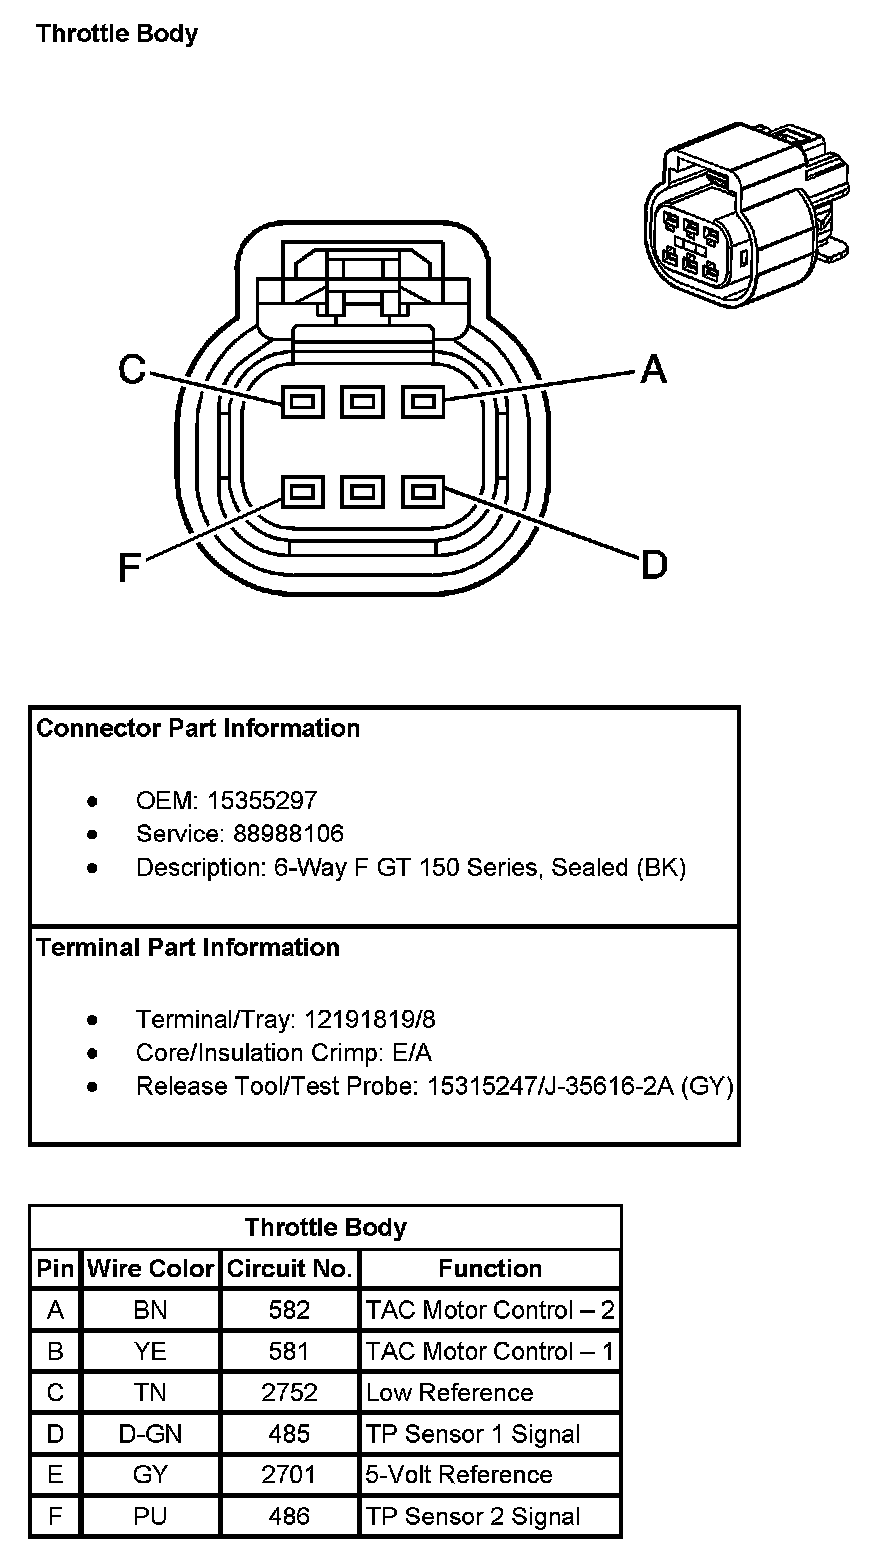 Throttle Body
C
A
F
D
Connector Part Information
• OEM: 15355297
• Service: 88988106
• Description: 6-Way F GT 150 Series, Sealed (BK)
Terminal Part Information
• Terminal/Tray: 12191819/8
• Core/Insulation Crimp: E/A
• Release Tool/Test Probe: 15315247/J-35616-2A (GY)
Throttle Body
Pin Wire Color Circuit No. Function
A BN 582 TAC Motor Control – 2
B YE 581 TAC Motor Control – 1
C TN 2752 Low Reference
D D-GN 485 TP Sensor 1 Signal
E GY 2701 5-Volt Reference
F PU 486 TP Sensor 2 Signal